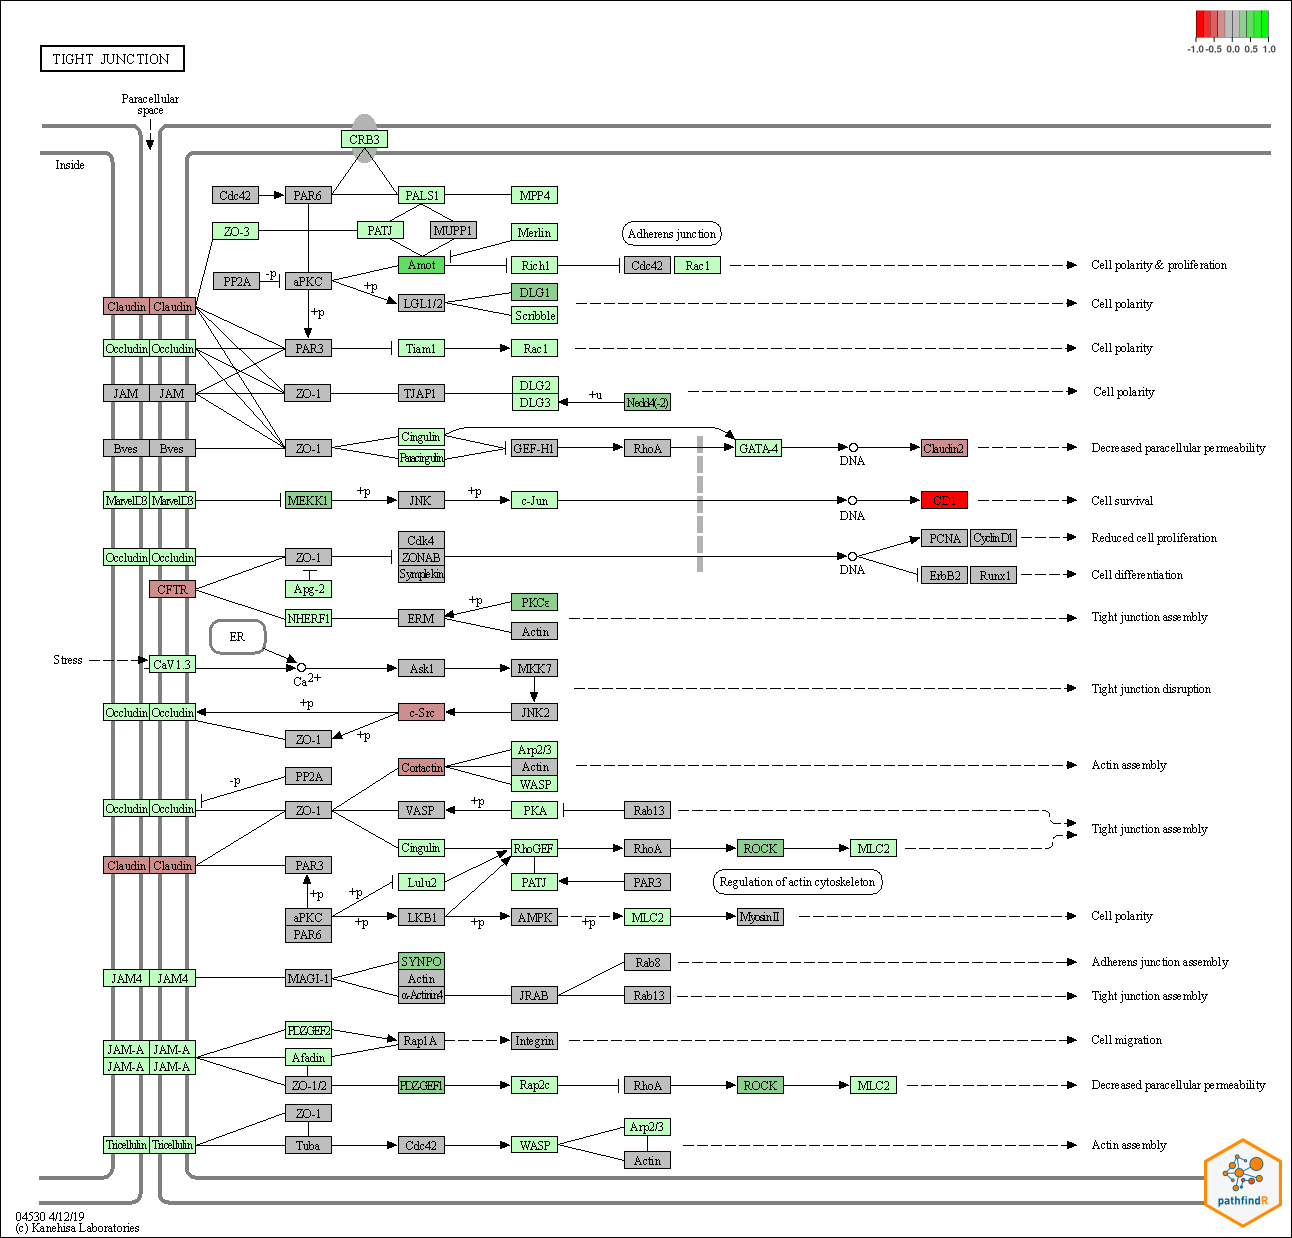 -1.0 -0.5 0.0 0.5 1.0
TIGHT JUNCTION
Paracellular
space
CRB3
Inside
Cdc42 PAR6 PALS1 MPP4
ZO-3 PATJ MUPP1 Merlin Adherens junction
Amot Rich1 Cdc42 Rac1 Cell polarity & proliferation
PP2A -p aPKC +p
Claudin Claudin +p LGL1/2 DLG1 Cell polarity
Scribble
Occludin Occludin PAR3 Tiam1 Rac1 Cell polarity
JAM JAM ZO-1 TJAP1 DLG2 Cell polarity
DLG3 +u Nedd4(-2)
Cingulin
Bves Bves ZO-1 GEF-H1 RhoA GATA-4 DNA Claudin2 Decreased paracellular permeability
Paracingulin
MarvelD3 MarvelD3 MEKK1 +p JNK +p c-Jun DNA CD1 Cell survival
Cdk4 PCNA CyclinD1 Reduced cell proliferation
Occludin Occludin ZO-1 ZONAB DNA
Symplekin ErbB2 Runx1 Cell differentiation
CFTR Apg-2
+p PKCε
NHERF1 ERM Tight junction assembly
Actin
ER
Stress CaV1.3 Ca2+ Ask1 MKK7
Tight junction disruption
Occludin Occludin +p c-Src JNK2
ZO-1 +p
Arp2/3
Cortactin Actin Actin assembly
-p PP2A WASP
Occludin Occludin ZO-1 VASP +p PKA Rab13
Tight junction assembly
Cingulin RhoGEF RhoA ROCK MLC2
Claudin Claudin PAR3
+p +p Lulu2 PATJ PAR3 Regulation of actin cytoskeleton
aPKC +p LKB1 +p AMPK +p MLC2 MyosinII Cell polarity
PAR6
SYNPO Rab8 Adherens junction assembly
JAM4 JAM4 MAGI-1 Actin
α-Actinin4 JRAB Rab13 Tight junction assembly
PDZGEF2 Rap1A Integrin Cell migration
JAM-A JAM-A Afadin
JAM-A JAM-A
ZO-1/2 PDZGEF1 Rap2c RhoA ROCK MLC2 Decreased paracellular permeability
ZO-1
Arp2/3
Tricellulin Tricellulin Tuba Cdc42 WASP Actin assembly
Actin
pathfindR
04530 4/12/19
(c) Kanehisa Laboratories